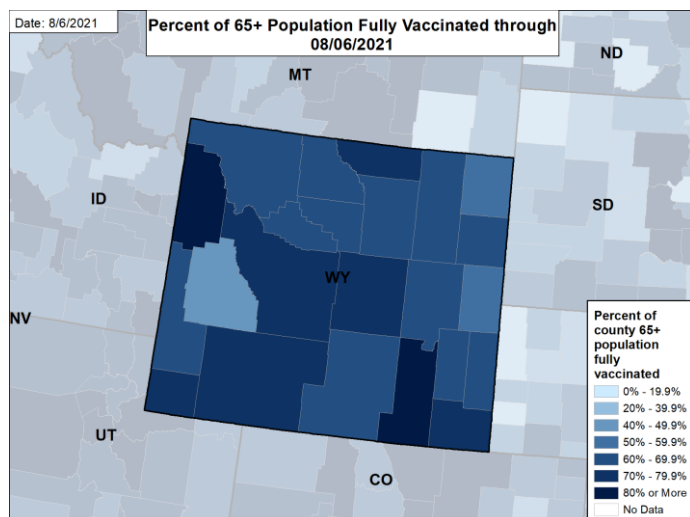 Date: 8/6/2021
Percent of 65+ Population Fully Vaccinated through
08/06/2021
MT
ND
ID
SD
WY
NV
UT
CO
Percent of
county 65+
population
fully
vaccinated
0% - 19.9%
20% - 39.9%
40% - 49.9%
50% - 59.9%
60% - 69.9%
70% - 79.9%
80% or More
No Data